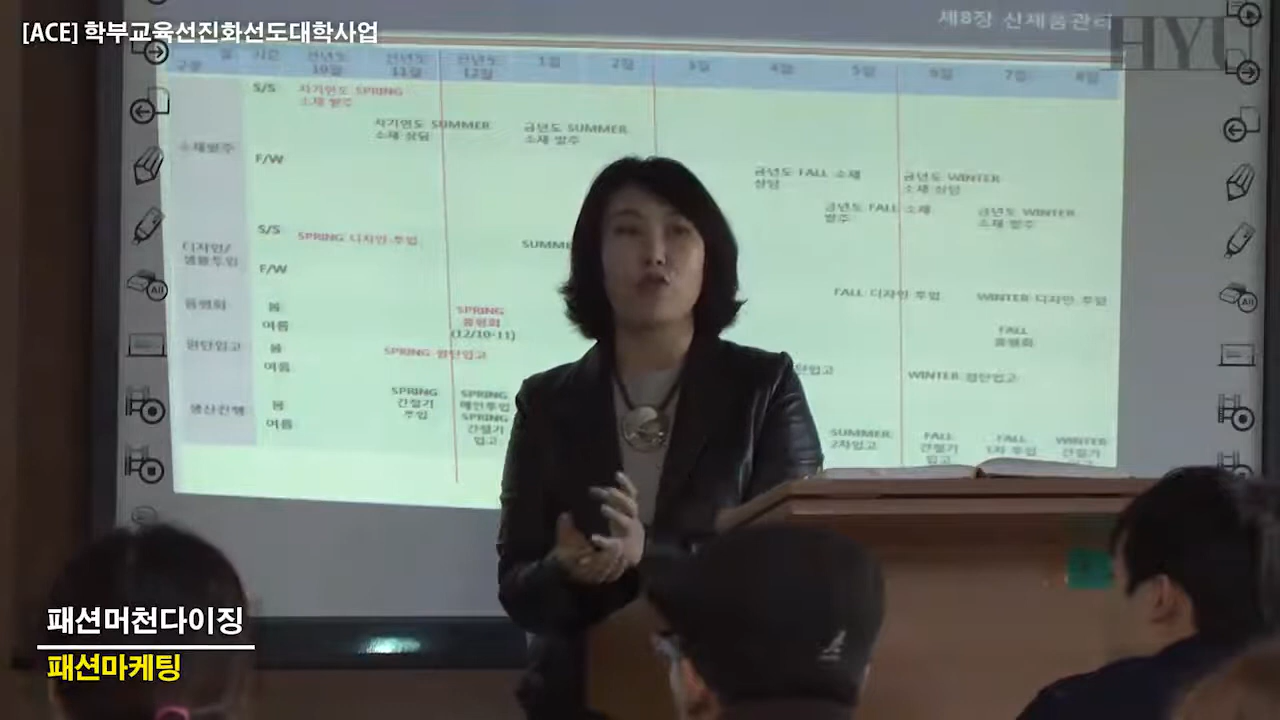 [ACE] 학부교육선진화선도대학사업
HYU
제8장 신제품관리
구분 월 기준 전년도 10월 전년도 11월 전년도 12월 1월 2월 3월 4월 5월 6월 7월 8월
소재발주
S/S
차기연도 SPRING
소재 발주
차기연도 SUMMER
소재 상담
금년도 SUMMER
소재 발주
F/W
금년도 FALL 소재
상담
금년도 WINTER
소재 상담
금년도 FALL 소재
발주
금년도 WINTER
소재 발주
디자인/
샘플투입
S/S
SPRING 디자인 투입
SUMME
F/W
FALL 디자인 투입
WINTER 디자인 투입
품평회
봄
여름
SPRING
품평회
(12/10-11)
FALL
품평회
원단입고
봄
여름
SPRING 원단입고
단입고
WINTER 원단입고
생산진행
봄
여름
SPRING
간절기
투입
SPRING
메인투입
SPRING
간절기
입고
SUMMER
2차입고
FALL
간절기
입고
FALL
1차 투입
WINTER
간절기
All
All
패션머천다이징
패션마케팅